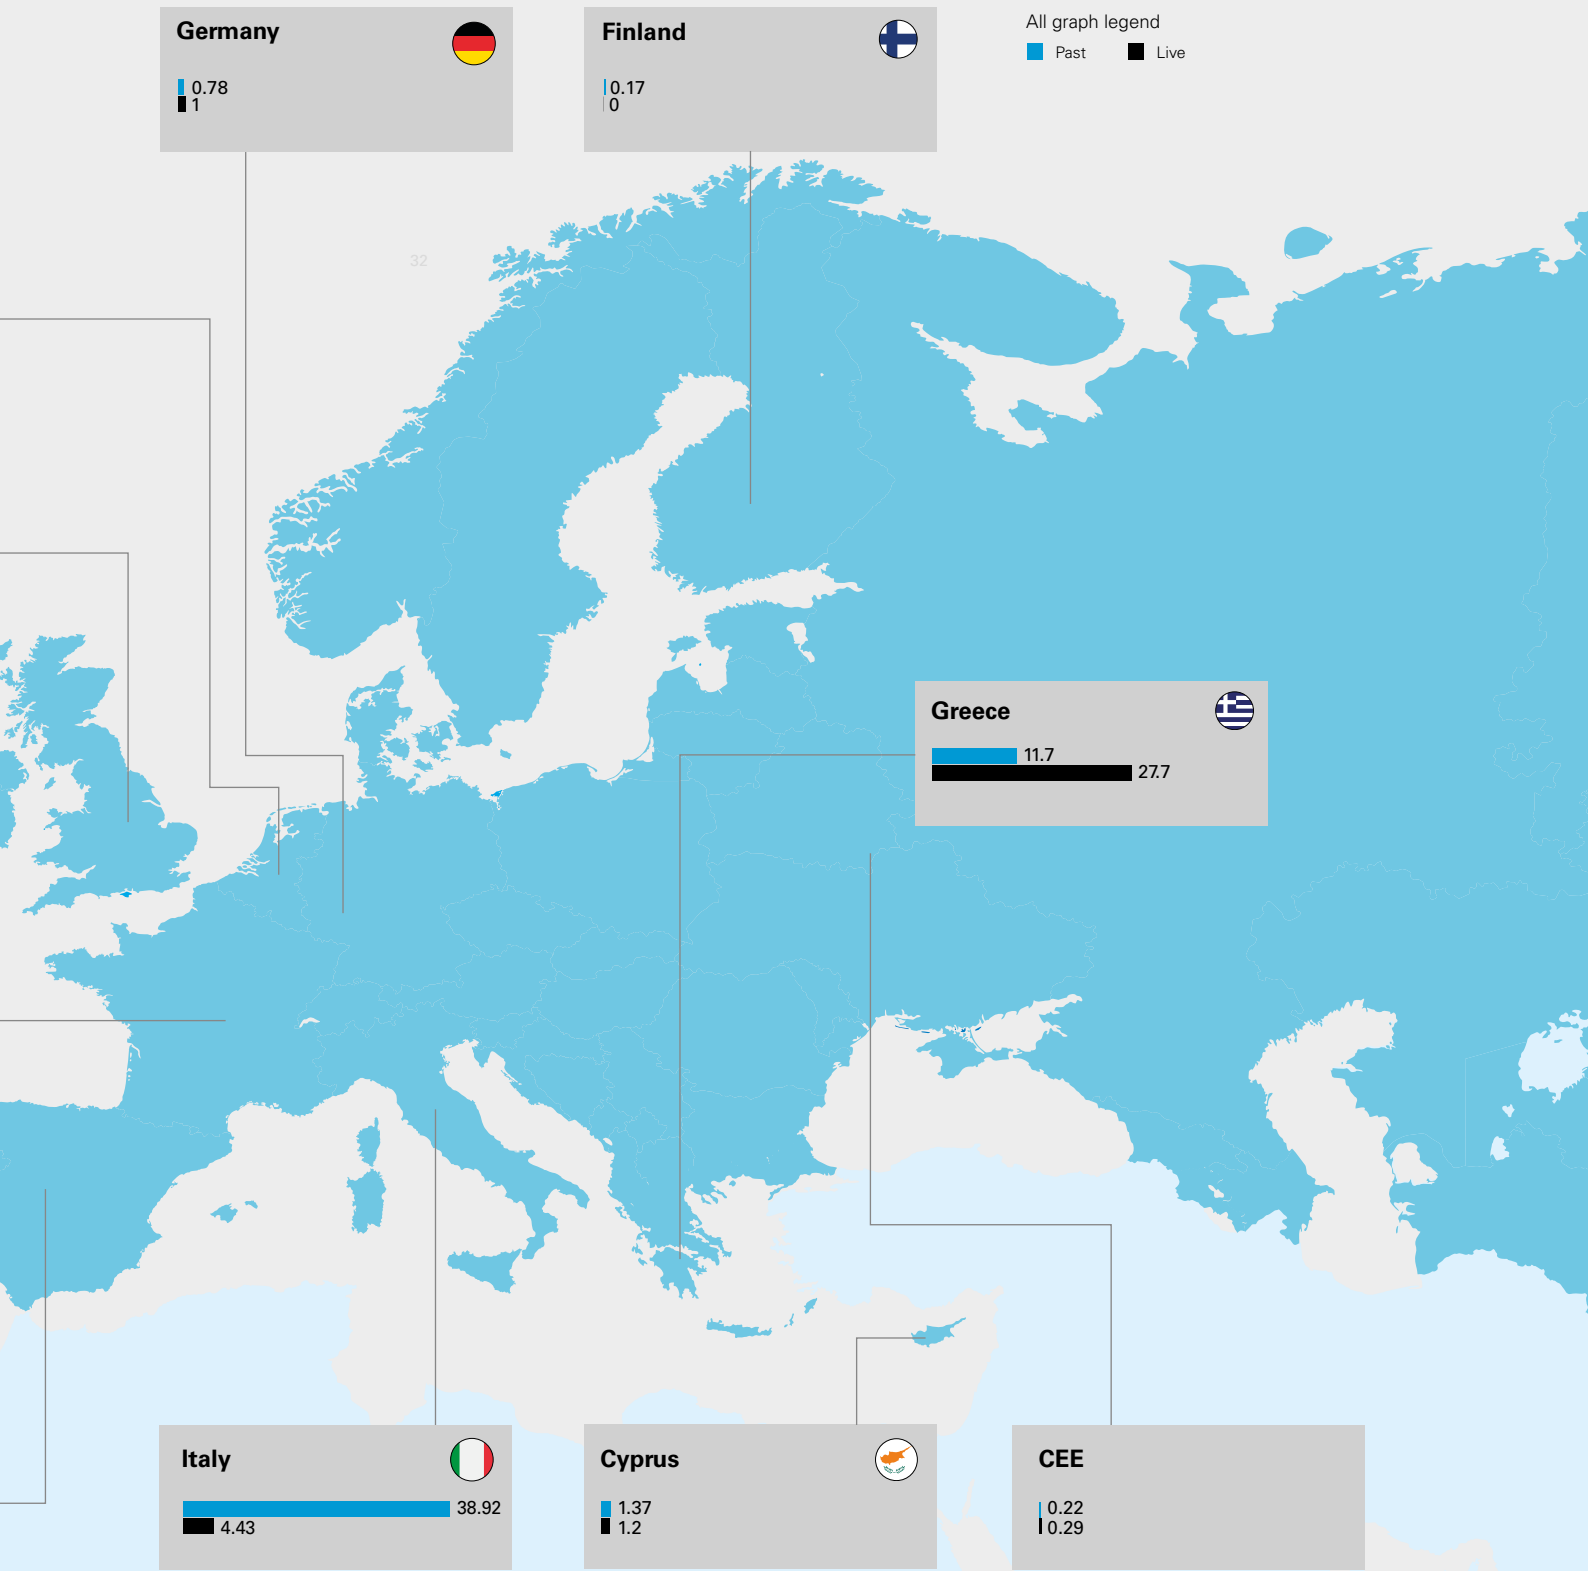 Germany
0.78
1
Finland
0.17
0
All graph legend
Past
Live
32
Greece
11.7
27.7
Italy
38.92
4.43
Cyprus
1.37
1.2
CEE
0.22
0.29